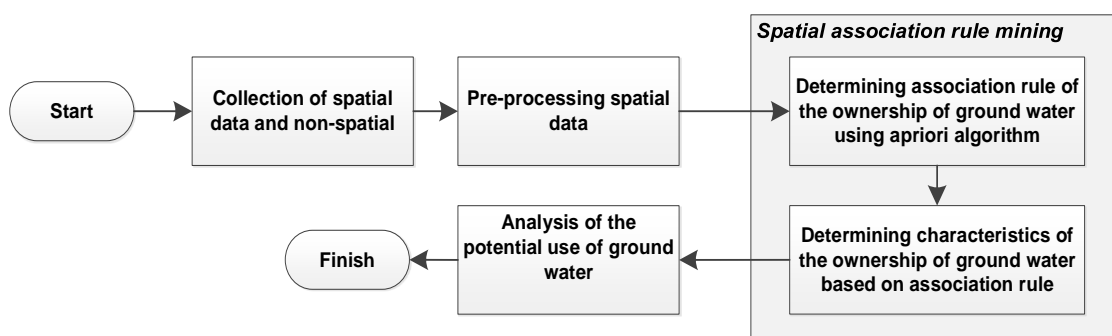 Spatial association rule mining
Start
Collection of spatial
data and non-spatial
Pre-processing spatial
data
Determining association rule of
the ownership of ground water
using apriori algorithm
Determining characteristics of
the ownership of ground water
based on association rule
Analysis of the
potential use of ground
water
Finish